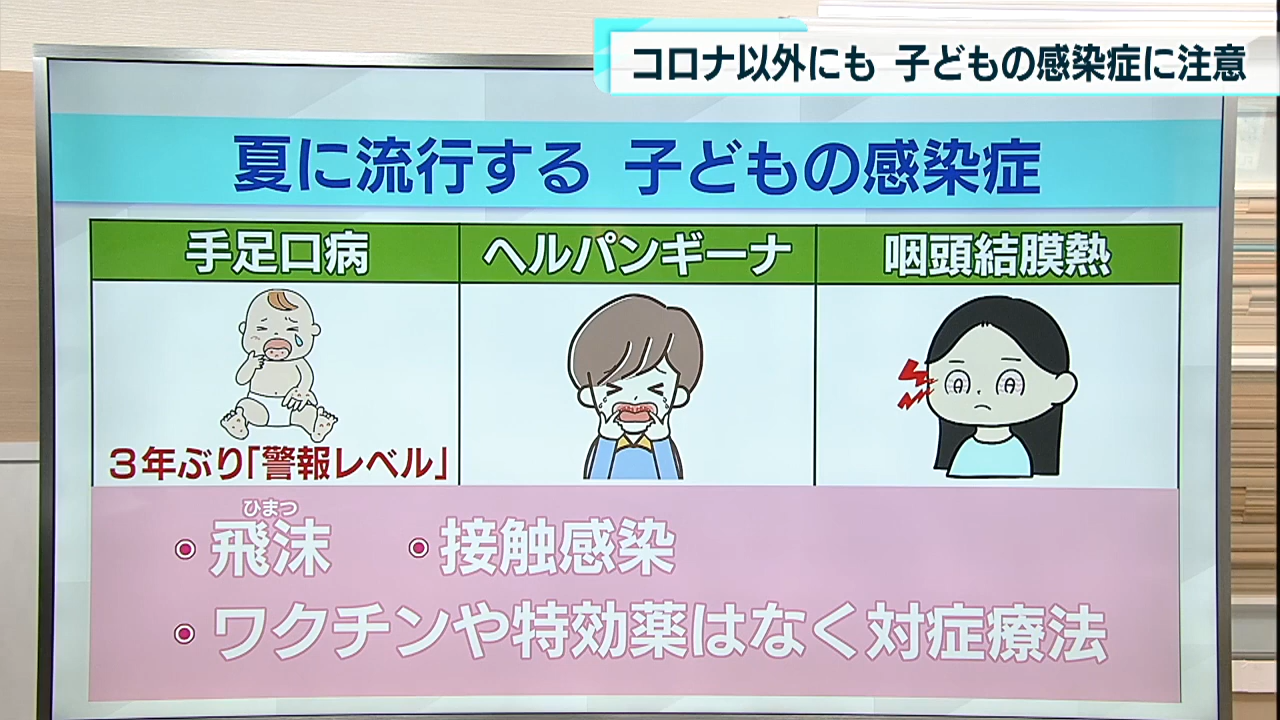 コロナ以外にも 子どもの感染症に注意
夏に流行する 子どもの感染症
手足口病
ヘルパンギーナ
咽頭結膜熱
3年ぶり「警報レベル」
ひまつ
・飛沫 ・接触感染
・ワクチンや特効薬はなく対症療法